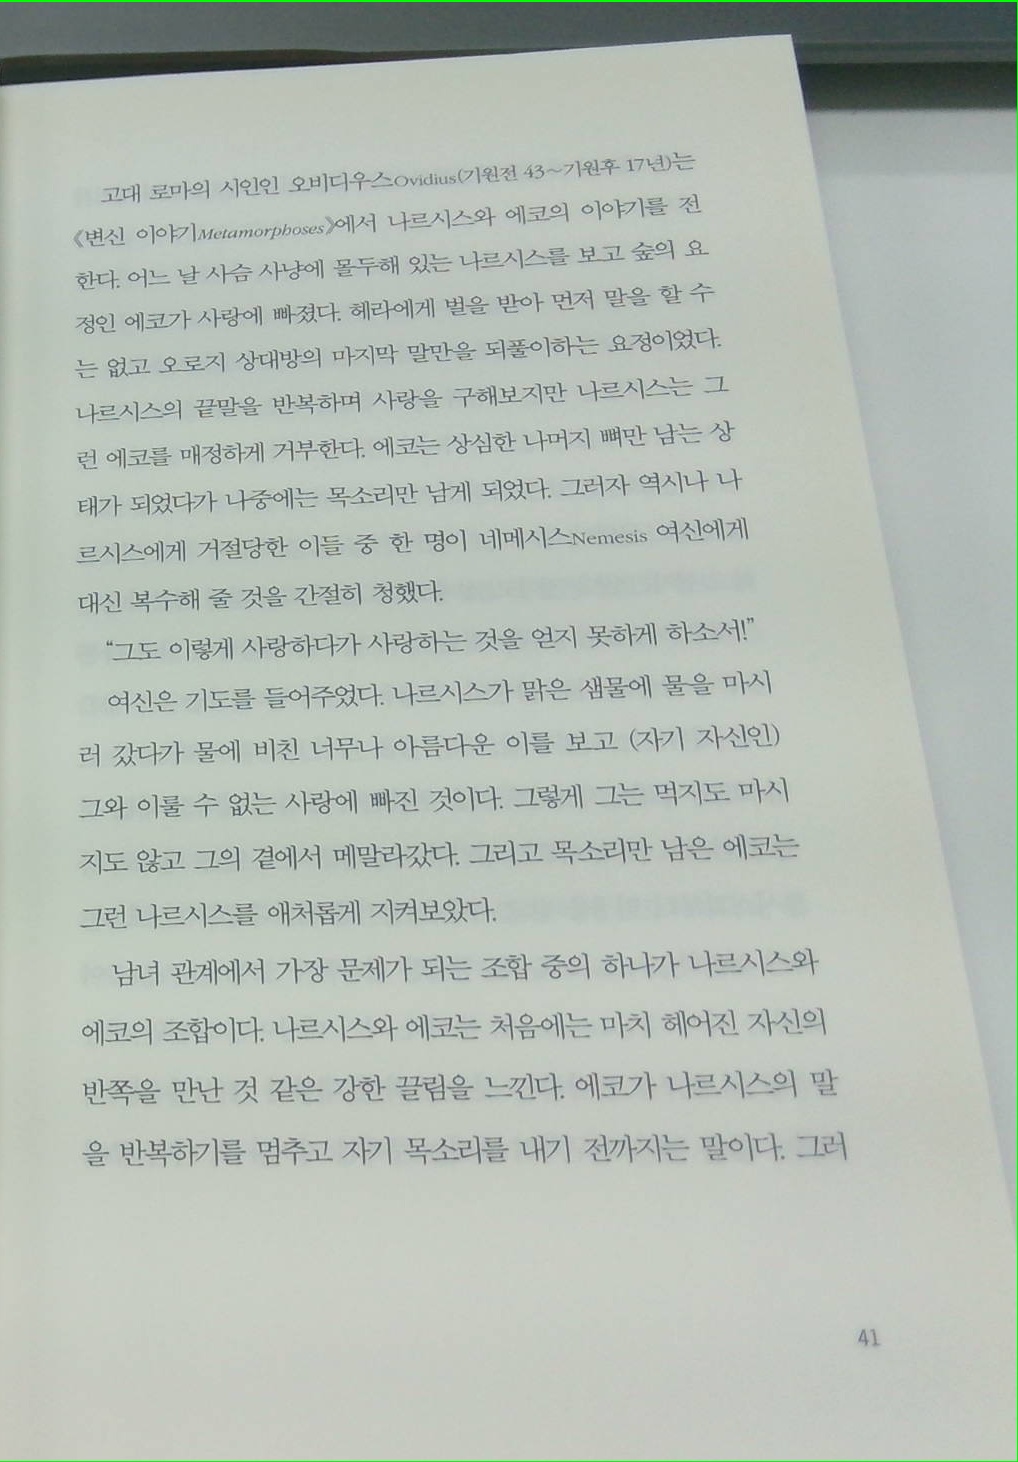 고대 로마의 시인인 오비디우스Ovidius(기원전 43~기원후 17년)는
《변신 이야기Metamorphoses》에서 나르시스와 에코의 이야기를 전
한다. 어느 날 사슴 사냥에 몰두해 있는 나르시스를 보고 숲의 요
정인 에코가 사랑에 빠졌다. 헤라에게 벌을 받아 먼저 말을 할 수
는 없고 오로지 상대방의 마지막 말만을 되풀이하는 요정이었다.
나르시스의 끝말을 반복하며 사랑을 구해보지만 나르시스는 그
런 에코를 매정하게 거부한다. 에코는 상심한 나머지 뼈만 남는 상
태가 되었다가 나중에는 목소리만 남게 되었다. 그러자 역시나 나
르시스에게 거절당한 이들 중 한 명이 네메시스Nemesis 여신에게
대신 복수해 줄 것을 간절히 청했다.
“그도 이렇게 사랑하다가 사랑하는 것을 얻지 못하게 하소서!”
여신은 기도를 들어주었다. 나르시스가 맑은 샘물에 물을 마시
러 갔다가 물에 비친 너무나 아름다운 이를 보고 (자기 자신인)
그와 이룰 수 없는 사랑에 빠진 것이다. 그렇게 그는 먹지도 마시
지도 않고 그의 곁에서 메말라갔다. 그리고 목소리만 남은 에코는
그런 나르시스를 애처롭게 지켜보았다.
남녀 관계에서 가장 문제가 되는 조합 중의 하나가 나르시스와
에코의 조합이다. 나르시스와 에코는 처음에는 마치 헤어진 자신의
반쪽을 만난 것 같은 강한 끌림을 느낀다. 에코가 나르시스의 말
을 반복하기를 멈추고 자기 목소리를 내기 전까지는 말이다. 그러
41